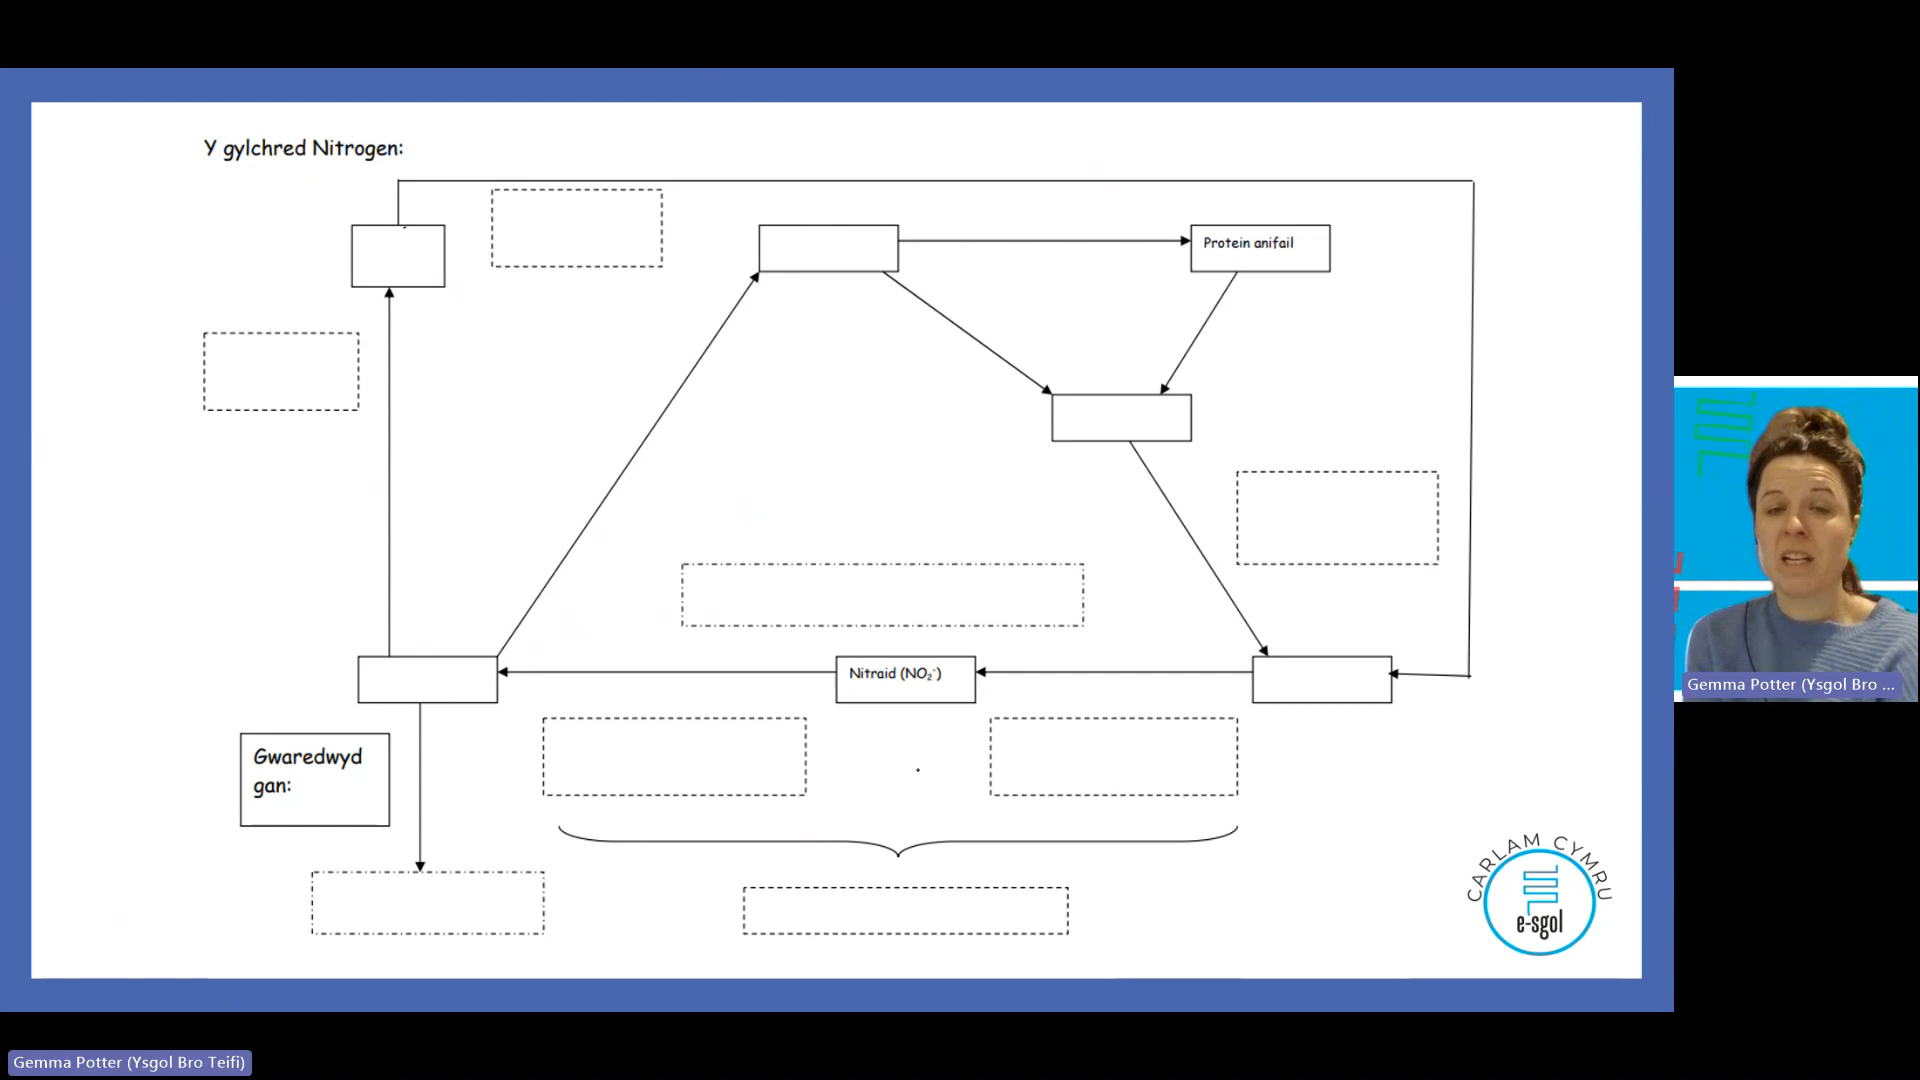 Y gylchred Nitrogen:
Protein anifail
Nitraid (NO₂⁻)
Gwaredwyd
gan:
CARLAM CYMRU
e-sgol
Gemma Potter (Ysgol Bro ...
Gemma Potter (Ysgol Bro Teifi)